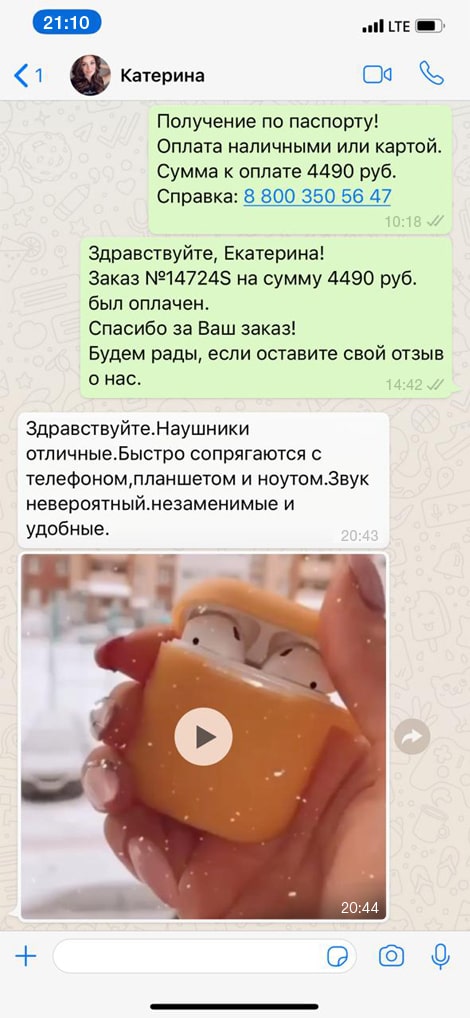 21:10
LTE
1
Катерина
Получение по паспорту!
Оплата наличными или картой.
Сумма к оплате 4490 руб.
Справка: 8 800 350 56 47
10:18
Здравствуйте, Екатерина!
Заказ №14724S на сумму 4490 руб.
был оплачен.
Спасибо за Ваш заказ!
Будем рады, если оставите свой отзыв
о нас.
14:42
Здравствуйте.Наушники
отличные.Быстро сопрягаются с
телефоном,планшетом и ноутом.Звук
невероятный.незаменимые и
удобные.
20:43
20:44